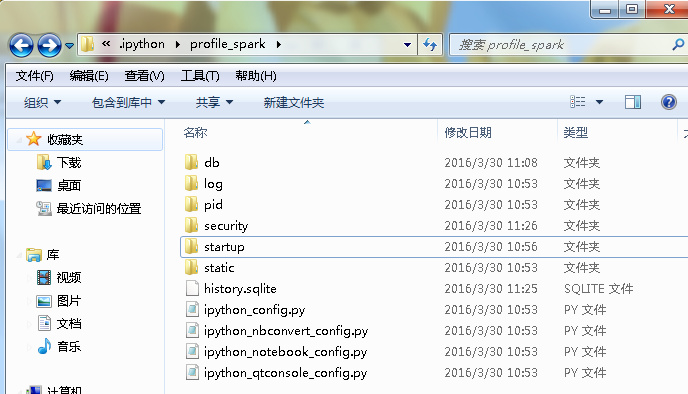 « .ipython ▸ profile_spark ▸
搜索 profile_spark
文件(F) 编辑(E) 查看(V) 工具(T) 帮助(H)
组织 包含到库中 共享 新建文件夹
收藏夹
下载
桌面
最近访问的位置
库
视频
图片
文档
音乐
计算机
名称 修改日期 类型
db 2016/3/30 11:08 文件夹
log 2016/3/30 10:53 文件夹
pid 2016/3/30 10:53 文件夹
security 2016/3/30 11:26 文件夹
startup 2016/3/30 10:56 文件夹
static 2016/3/30 10:53 文件夹
history.sqlite 2016/3/30 11:25 SQLITE 文件
ipython_config.py 2016/3/30 10:53 PY 文件
ipython_nbconvert_config.py 2016/3/30 10:53 PY 文件
ipython_notebook_config.py 2016/3/30 10:53 PY 文件
ipython_qtconsole_config.py 2016/3/30 10:53 PY 文件